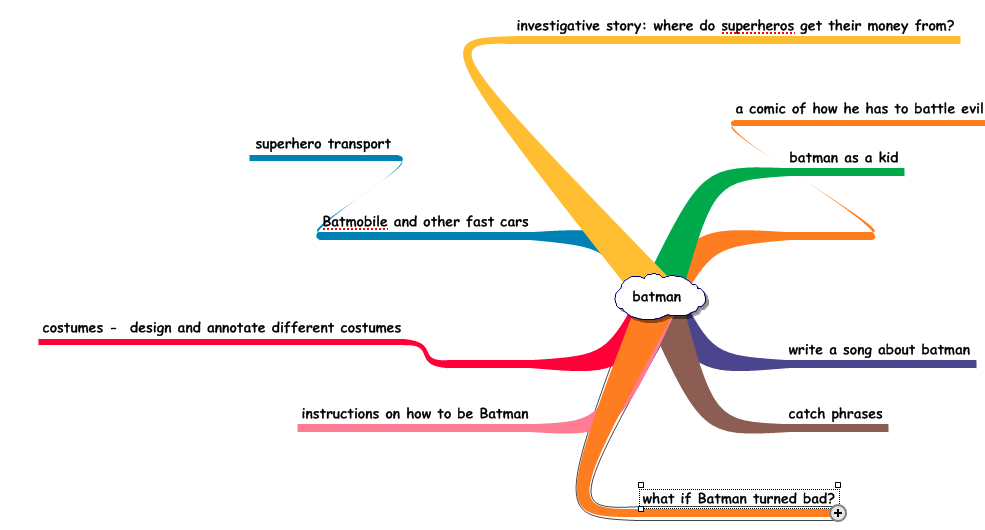 investigative story: where do superheros get their money from?
a comic of how he has to battle evil
superhero transport
batman as a kid
Batmobile and other fast cars
batman
costumes -  design and annotate different costumes
write a song about batman
instructions on how to be Batman
catch phrases
what if Batman turned bad?